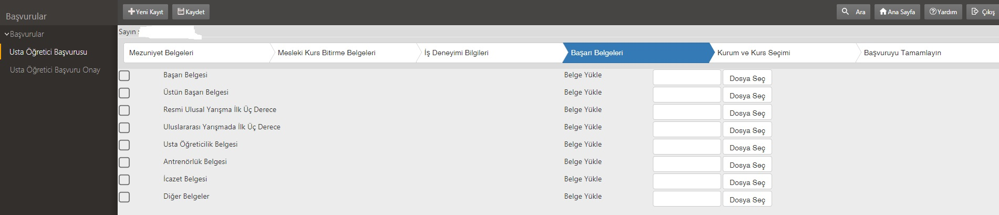 Başvurular
Yeni Kayıt Kaydet Ara Ana Sayfa Yardım Çıkış
Başvurular
Usta Öğretici Başvurusu
Usta Öğretici Başvuru Onay
Sayın :
Mezuniyet Belgeleri Mesleki Kurs Bitirme Belgeleri İş Deneyimi Bilgileri Başarı Belgeleri Kurum ve Kurs Seçimi Başvuruyu Tamamlayın
Başarı Belgesi Belge Yükle Dosya Seç
Üstün Başarı Belgesi Belge Yükle Dosya Seç
Resmi Ulusal Yarışma İlk Üç Derece Belge Yükle Dosya Seç
Uluslararası Yarışmada İlk Üç Derece Belge Yükle Dosya Seç
Usta Öğreticilik Belgesi Belge Yükle Dosya Seç
Antrenörlük Belgesi Belge Yükle Dosya Seç
İcazet Belgesi Belge Yükle Dosya Seç
Diğer Belgeler Belge Yükle Dosya Seç